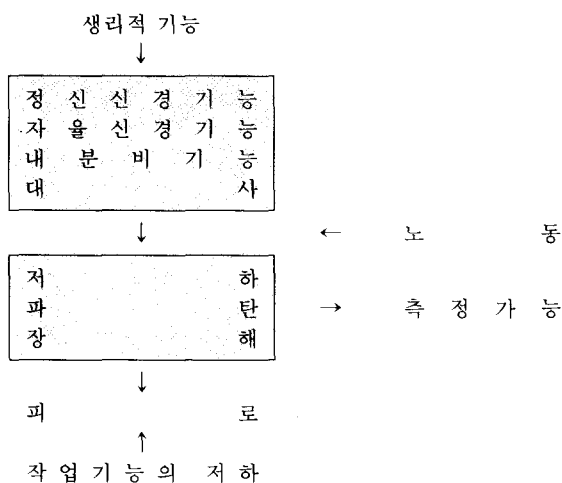 생리적 기능
↓
정신신경기능
자율신경기능
내분비기능
대사
↓ ← 노동
저하
파탄 → 측정가능
장해
↓
피로
↑
작업기능의 저하